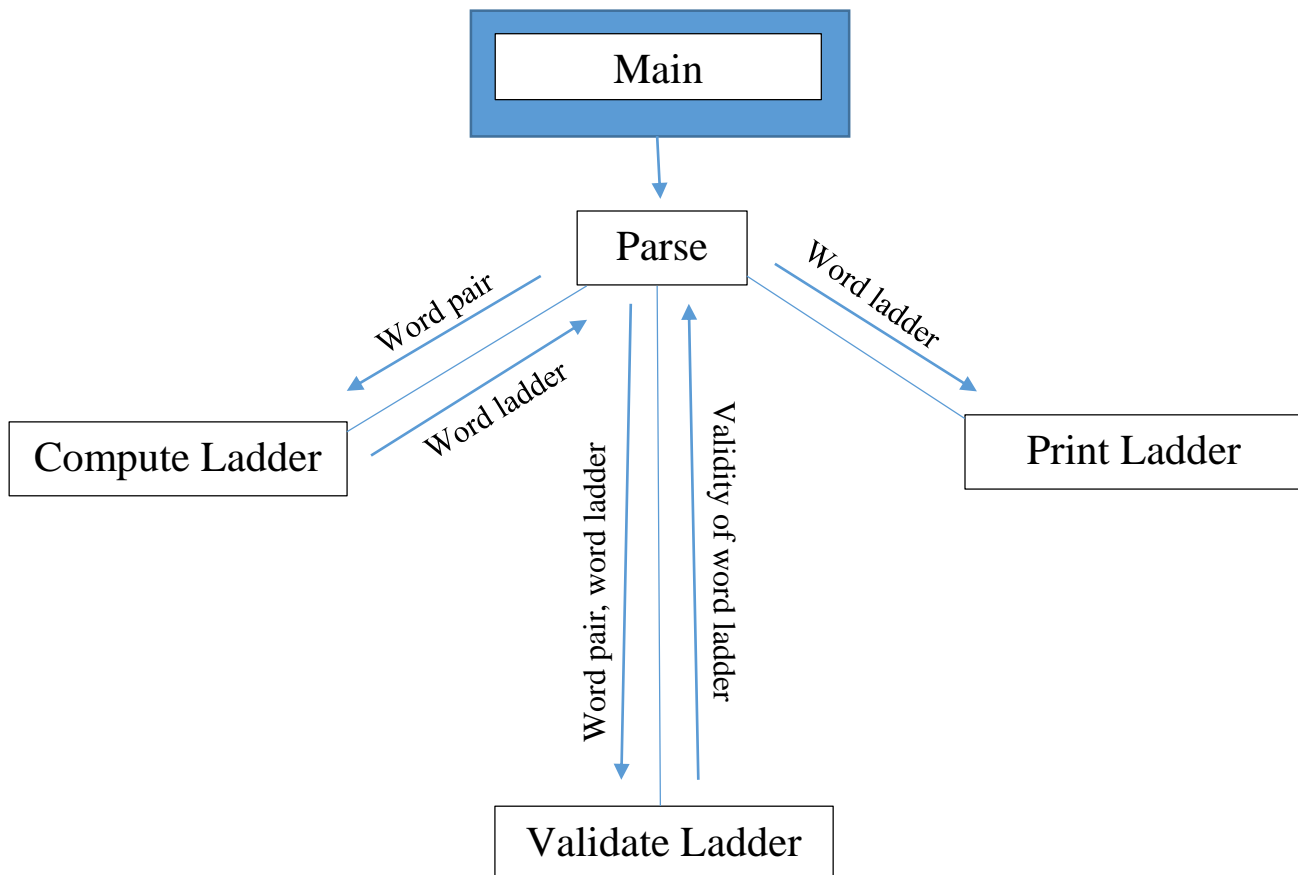 Main
Parse
Word pair
Word ladder
Word ladder
Compute Ladder
Print Ladder
Word pair, word ladder
Validity of word ladder
Validate Ladder